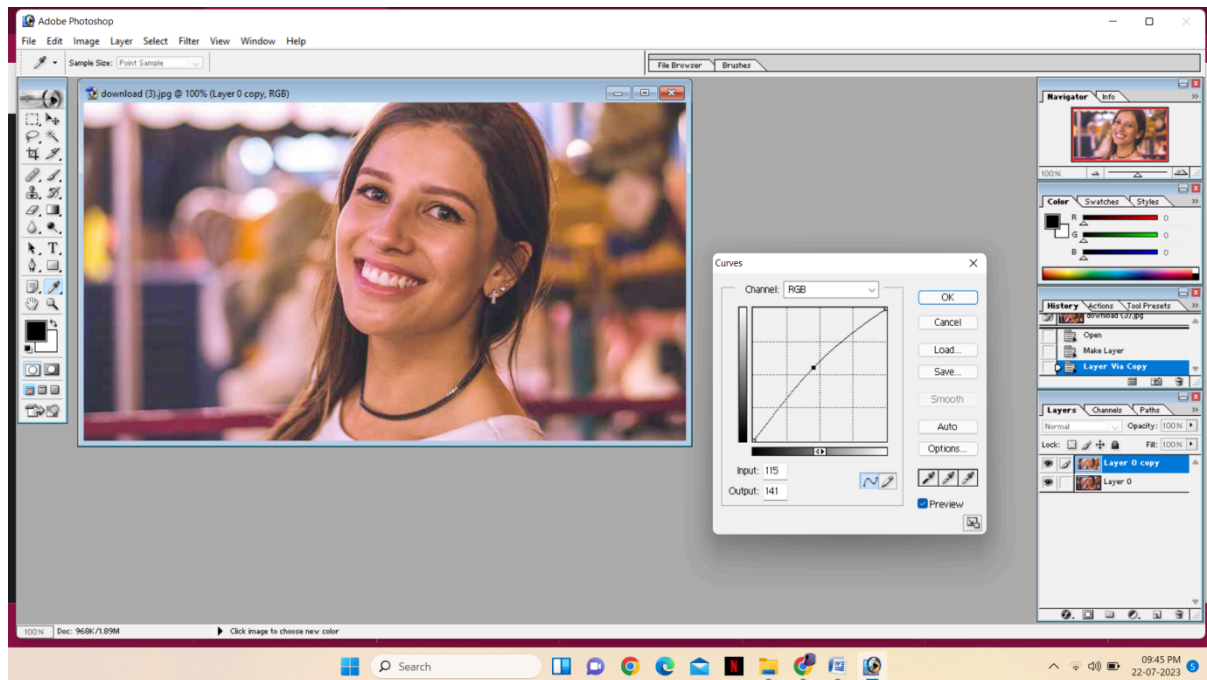 Adobe Photoshop
File Edit Image Layer Select Filter View Window Help
Sample Size: Point Sample
File Browser Brushes
download (3).jpg @ 100% (Layer 0 copy, RGB)
Navigator Info
100%
Color Swatches Styles
R 0
G 0
B 0
History Actions Tool Presets
download (3).jpg
Open
Make Layer
Layer Via Copy
Layers Channels Paths
Normal Opacity: 100%
Lock: Fill: 100%
Layer 0 copy
Layer 0
Curves
Channel: RGB
OK
Cancel
Load...
Save...
Smooth
Auto
Options...
Input: 115
Output: 141
Preview
100% Doc: 968K/1.89M Click image to choose new color
Search
09:45 PM
22-07-2023
5